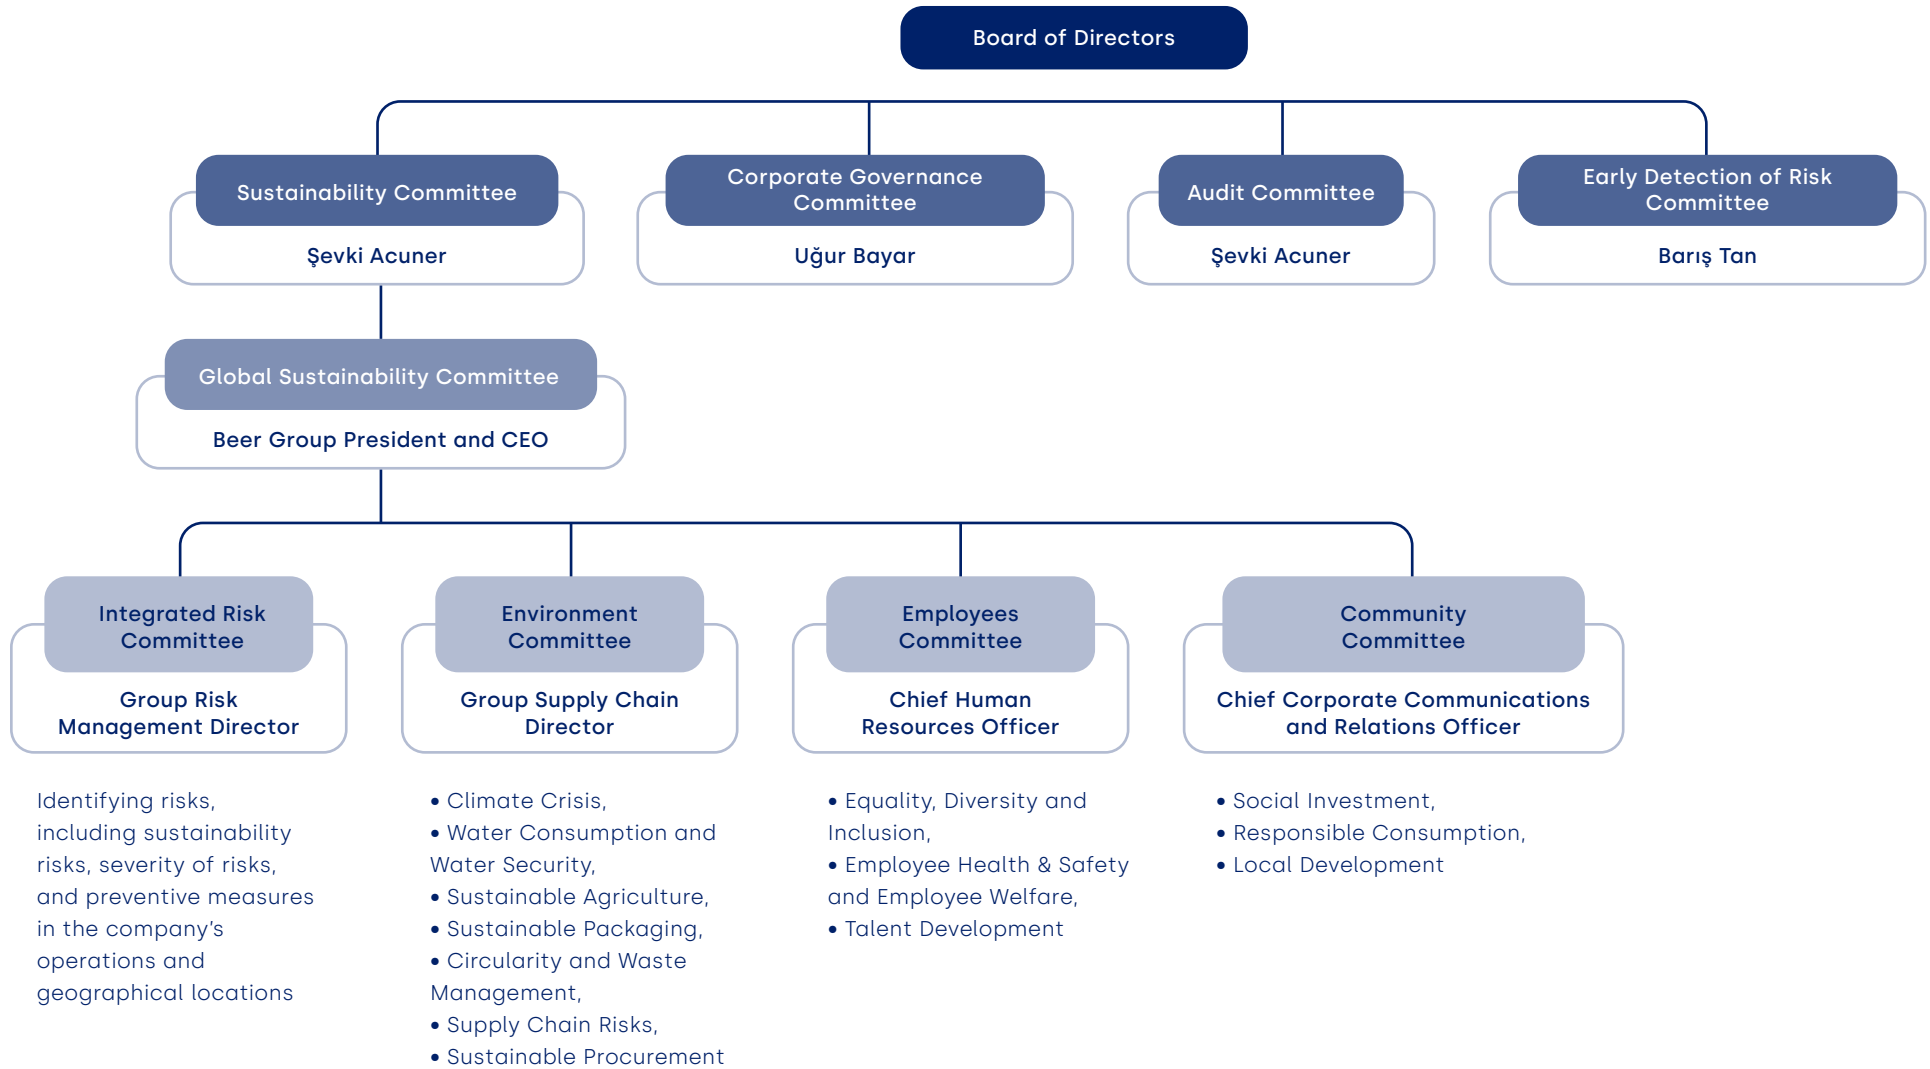 Board of Directors
Sustainability Committee
Şevki Acuner
Corporate Governance
Committee
Uğur Bayar
Audit Committee
Şevki Acuner
Early Detection of Risk
Committee
Barış Tan
Global Sustainability Committee
Beer Group President and CEO
Integrated Risk
Committee
Group Risk
Management Director
Identifying risks,
including sustainability
risks, severity of risks,
and preventive measures
in the company’s
operations and
geographical locations
Environment
Committee
Group Supply Chain
Director
• Climate Crisis,
• Water Consumption and
Water Security,
• Sustainable Agriculture,
• Sustainable Packaging,
• Circularity and Waste
Management,
• Supply Chain Risks,
• Sustainable Procurement
Employees
Committee
Chief Human
Resources Officer
• Equality, Diversity and
Inclusion,
• Employee Health & Safety
and Employee Welfare,
• Talent Development
Community
Committee
Chief Corporate Communications
and Relations Officer
• Social Investment,
• Responsible Consumption,
• Local Development